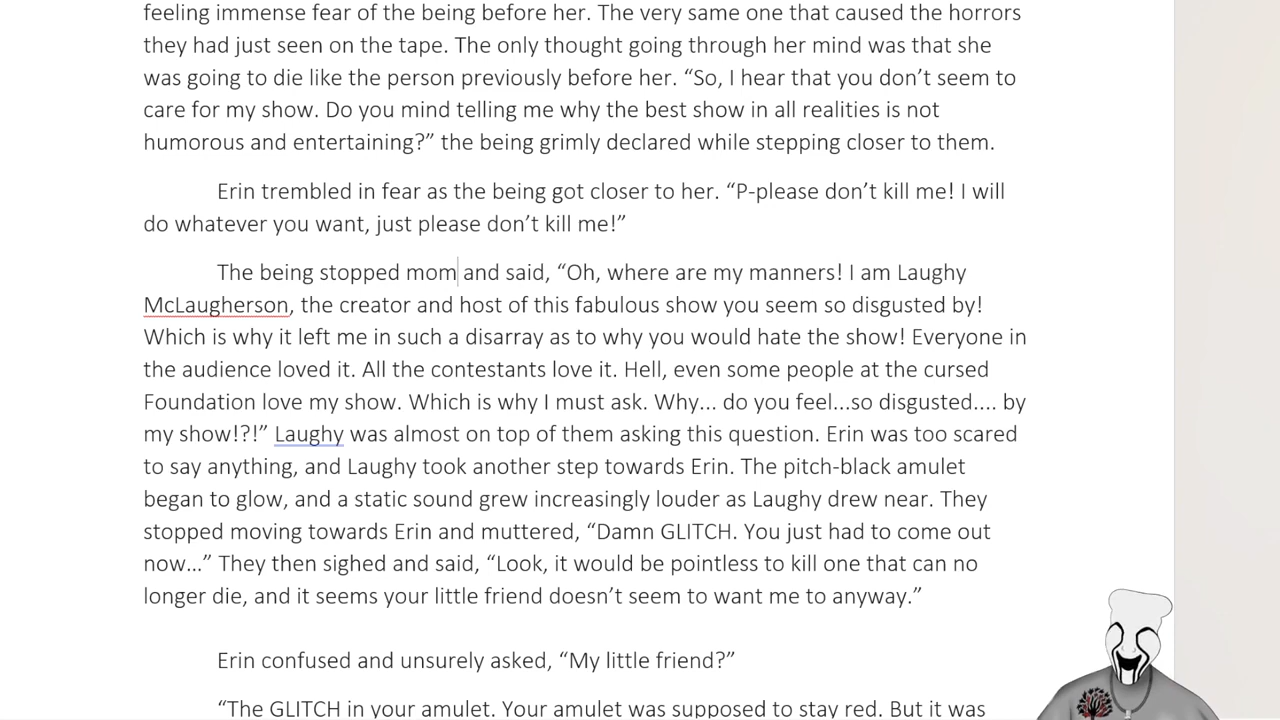 feeling immense fear of the being before her. The very same one that caused the horrors
they had just seen on the tape. The only thought going through her mind was that she
was going to die like the person previously before her. “So, I hear that you don’t seem to
care for my show. Do you mind telling me why the best show in all realities is not
humorous and entertaining?” the being grimly declared while stepping closer to them.
Erin trembled in fear as the being got closer to her. “P-please don’t kill me! I will
do whatever you want, just please don’t kill me!”
The being stopped mom and said, “Oh, where are my manners! I am Laughy
McLaugherson, the creator and host of this fabulous show you seem so disgusted by!
Which is why it left me in such a disarray as to why you would hate the show! Everyone in
the audience loved it. All the contestants love it. Hell, even some people at the cursed
Foundation love my show. Which is why I must ask. Why... do you feel...so disgusted.... by
my show!?!” Laughy was almost on top of them asking this question. Erin was too scared
to say anything, and Laughy took another step towards Erin. The pitch-black amulet
began to glow, and a static sound grew increasingly louder as Laughy drew near. They
stopped moving towards Erin and muttered, “Damn GLITCH. You just had to come out
now...” They then sighed and said, “Look, it would be pointless to kill one that can no
longer die, and it seems your little friend doesn’t seem to want me to anyway.”
Erin confused and unsurely asked, “My little friend?”
“The GLITCH in your amulet. Your amulet was supposed to stay red. But it was